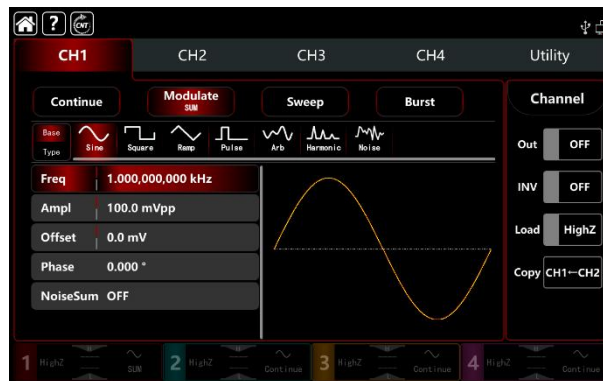 ? CNT
CH1 CH2 CH3 CH4 Utility
Continue Modulate Sweep Burst Channel
SUM
Base
Type Sine Square Ramp Pulse Arb Harmonic Noise
Out OFF
Freq 1.000,000,000 kHz
INV OFF
Ampl 100.0 mVpp
Offset 0.0 mV
Load HighZ
Phase 0.000 °
Copy CH1←CH2
NoiseSum OFF
1 HighZ SUM 2 HighZ Continue 3 HighZ Continue 4 HighZ Continue